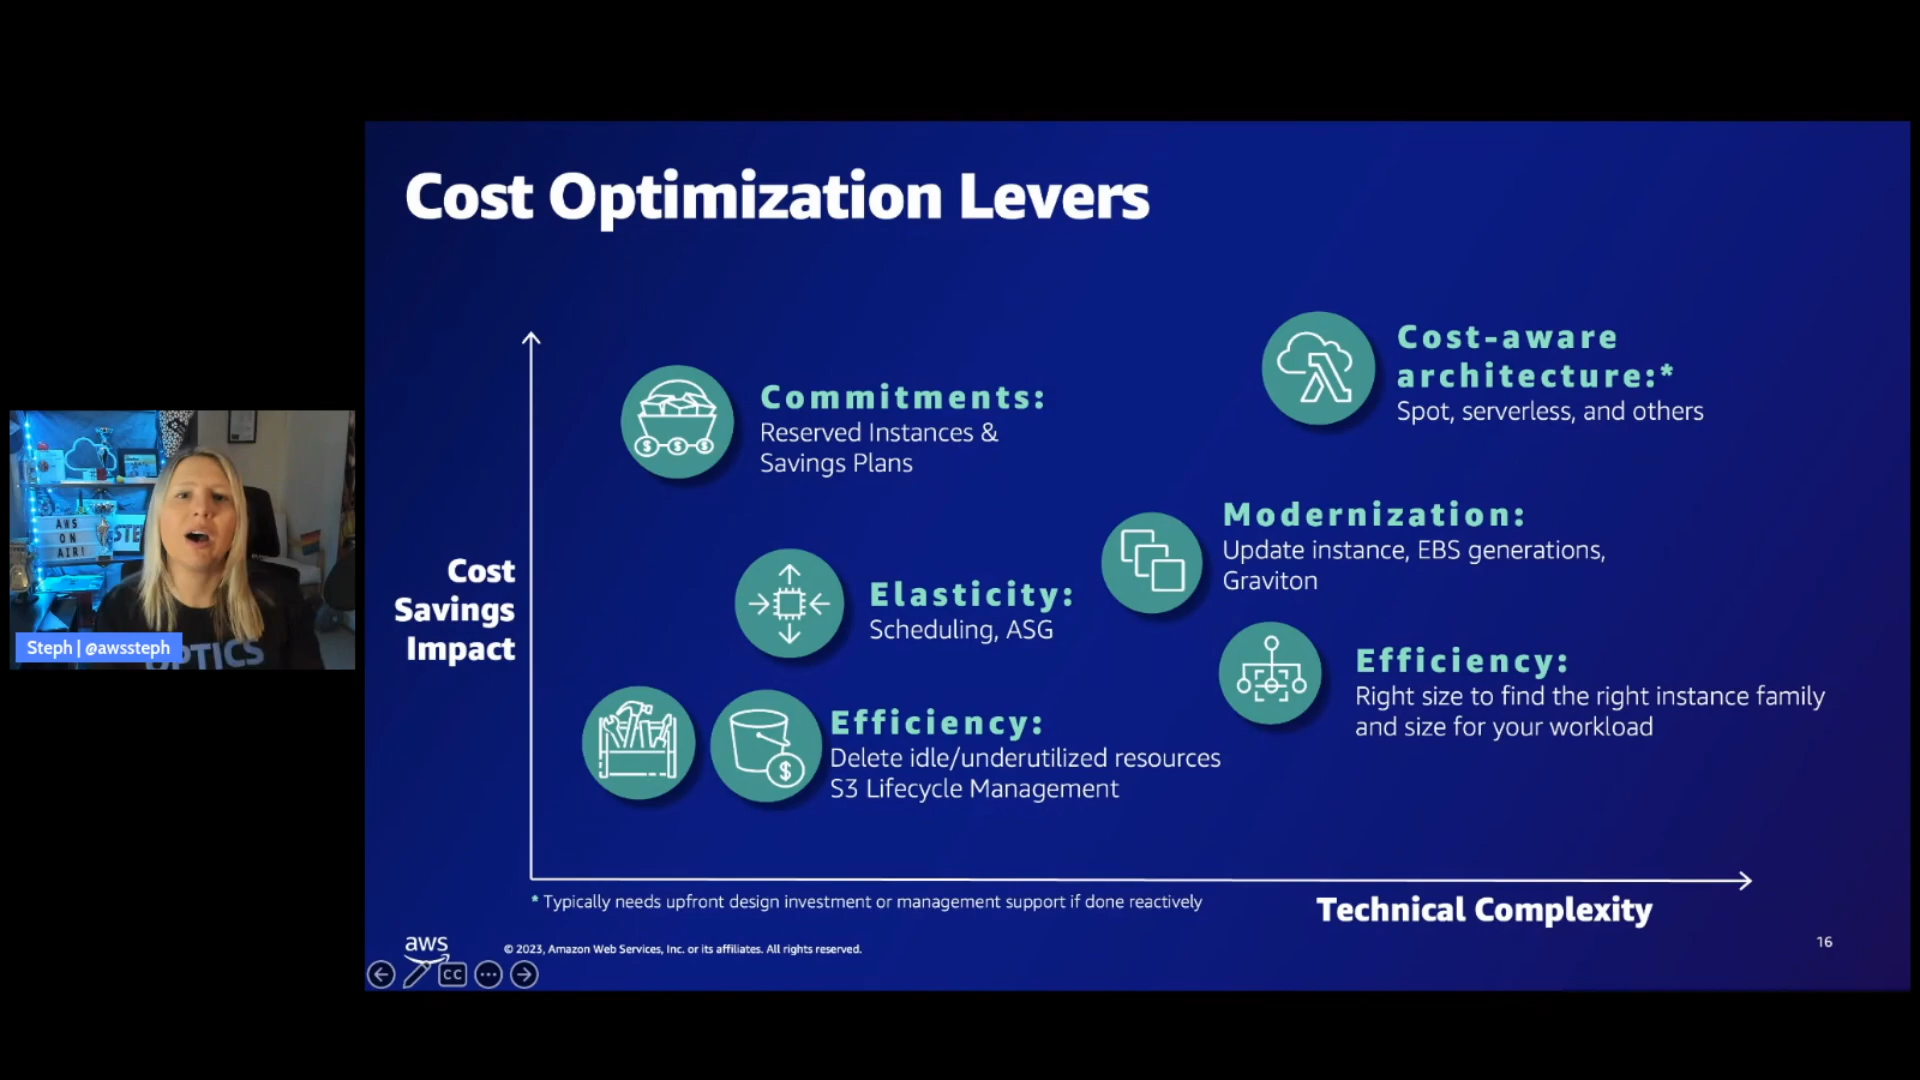 Cost Optimization Levers
Cost-aware
architecture:*
Spot, serverless, and others
Commitments:
Reserved Instances &
Savings Plans
Modernization:
Update instance, EBS generations,
Graviton
Cost
Savings
Impact
Elasticity:
Scheduling, ASG
Efficiency:
Right size to find the right instance family
and size for your workload
Efficiency:
Delete idle/underutilized resources
S3 Lifecycle Management
* Typically needs upfront design investment or management support if done reactively
Technical Complexity
aws
© 2023, Amazon Web Services, Inc. or its affiliates. All rights reserved.
16
CC
AWS
ON
AIR!
STE
Steph | @awssteph
OPTICS
$ $ $
$